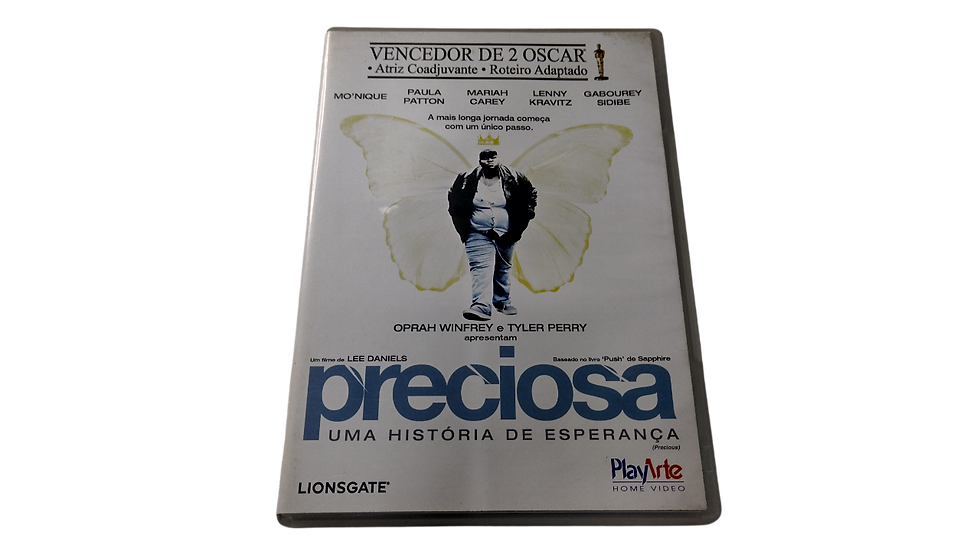 VENCEDOR DE 2 OSCAR
• Atriz Coadjuvante • Roteiro Adaptado
MO'NIQUE PAULA PATTON MARIAH CAREY LENNY KRAVITZ GABOUREY SIDIBE
A mais longa jornada começa
com um único passo.
OPRAH WINFREY e TYLER PERRY
apresentam
Um filme de LEE DANIELS
Baseado no livro 'Push' de Sapphire
preciosa
UMA HISTÓRIA DE ESPERANÇA
(Precious)
LIONSGATE®
PlayArte
HOME VIDEO